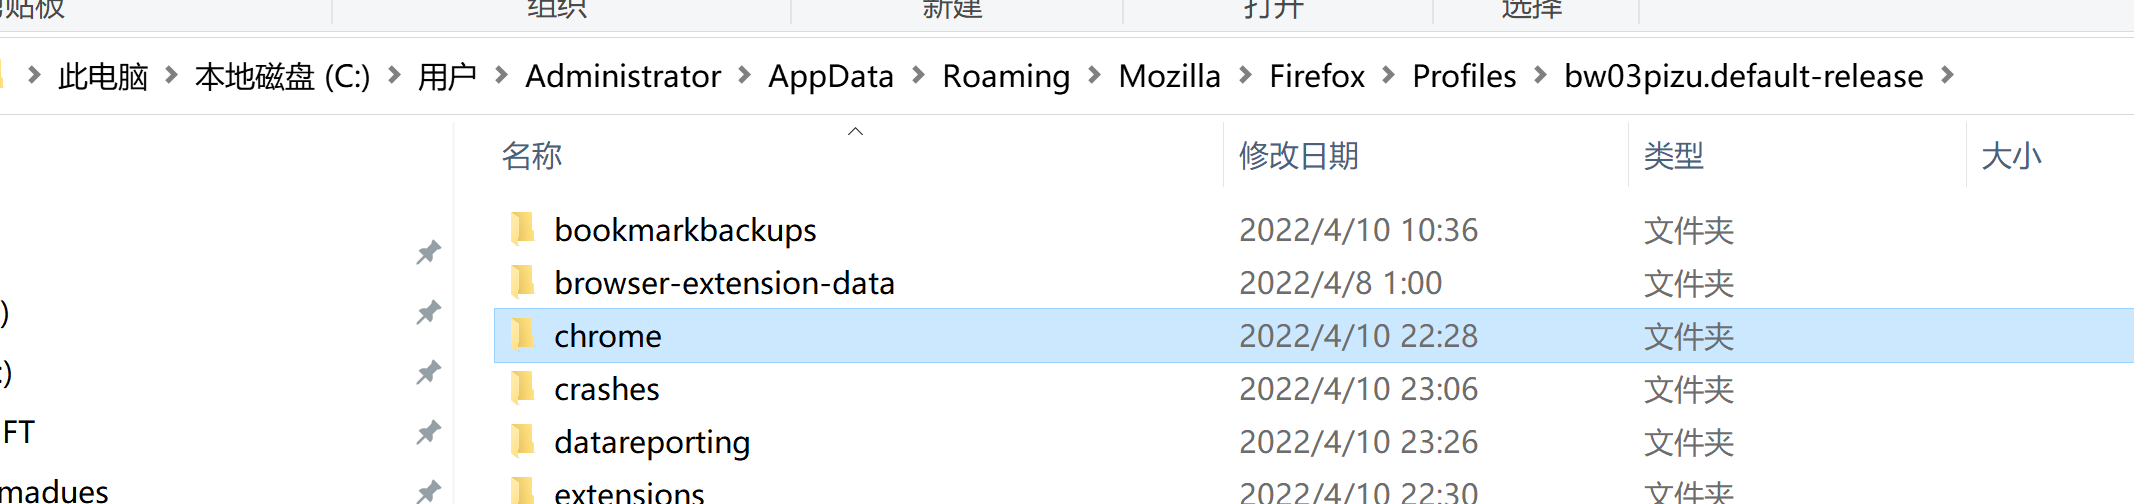 剪贴板 组织 新建 打开 选择
此电脑 本地磁盘 (C:) 用户 Administrator AppData Roaming Mozilla Firefox Profiles bw03pizu.default-release
名称 修改日期 类型 大小
bookmarkbackups 2022/4/10 10:36 文件夹
browser-extension-data 2022/4/8 1:00 文件夹
) chrome 2022/4/10 22:28 文件夹
:) crashes 2022/4/10 23:06 文件夹
FT datareporting 2022/4/10 23:26 文件夹
madues extensions 2022/4/10 22:30 文件夹